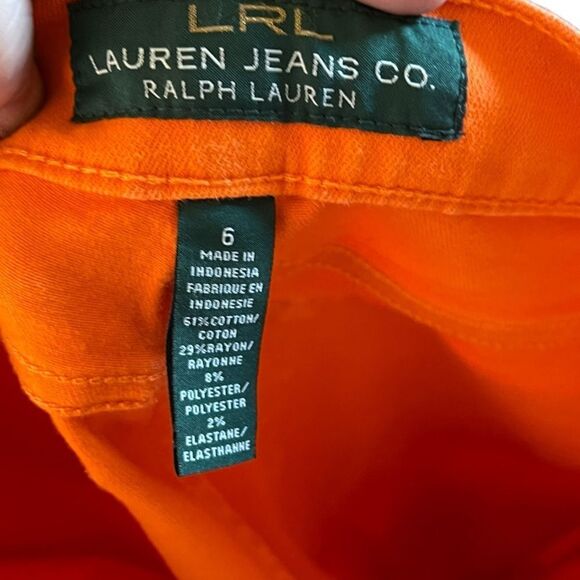 LRL
LAUREN JEANS CO.
RALPH LAUREN
6
MADE IN
INDONESIA
FABRIQUE EN
INDONESIE
61%COTTON/
COTON
29%RAYON/
RAYONNE
8%
POLYESTER/
POLYESTER
2%
ELASTANE/
ELASTHANNE